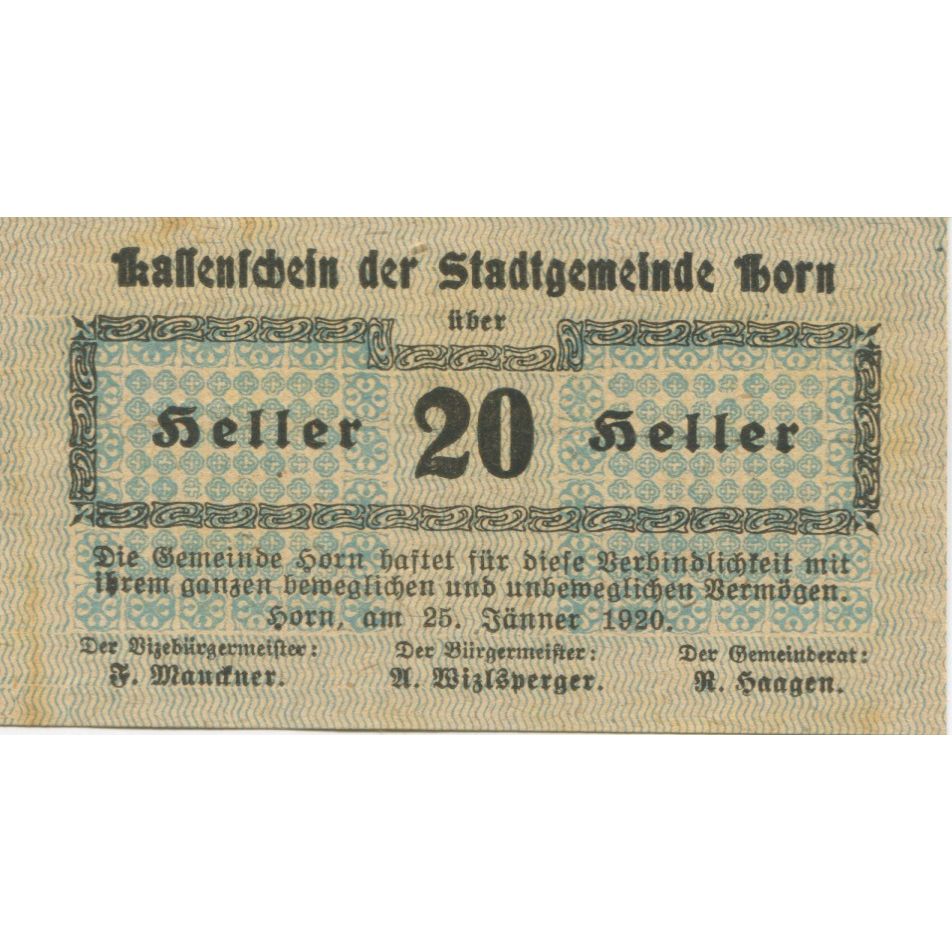 Kassenschein der Stadtgemeinde Horn
über
Heller 20 Heller
Die Gemeinde Horn haftet für diese Verbindlichkeit mit
ihrem ganzen beweglichen und unbeweglichen Vermögen.
Horn, am 25. Jänner 1920.
Der Vizebürgermeister: Der Bürgermeister: Der Gemeinderat:
F. Mauckner. A. Wizlsperger. R. Haagen.